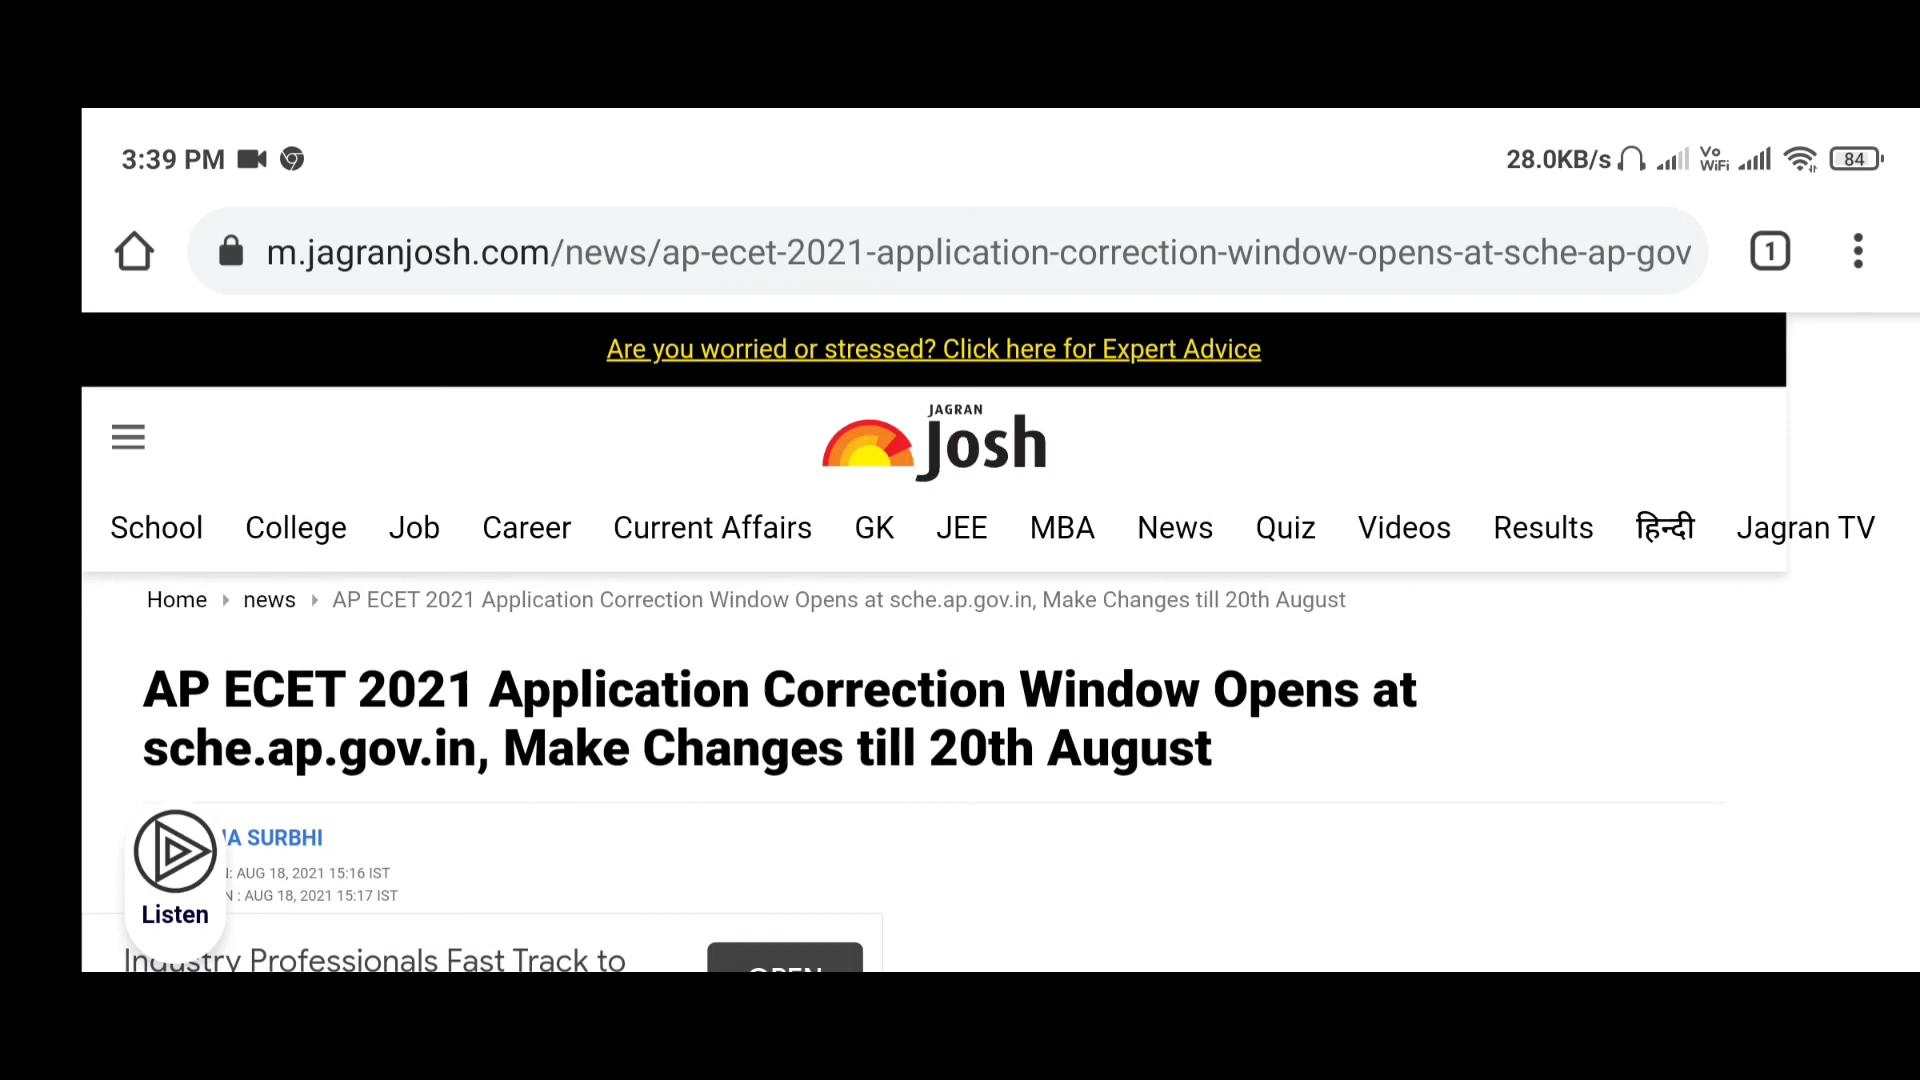 3:39 PM 28.0KB/s Vo WiFi 84
m.jagranjosh.com/news/ap-ecet-2021-application-correction-window-opens-at-sche-ap-gov 1
Are you worried or stressed? Click here for Expert Advice
JAGRAN
Josh
School College Job Career Current Affairs GK JEE MBA News Quiz Videos Results हिन्दी Jagran TV
Home news AP ECET 2021 Application Correction Window Opens at sche.ap.gov.in, Make Changes till 20th August
AP ECET 2021 Application Correction Window Opens at
sche.ap.gov.in, Make Changes till 20th August
SURBHI
AUG 18, 2021 15:16 IST
AUG 18, 2021 15:17 IST
Listen
Industry Professionals Fast Track to
OPEN